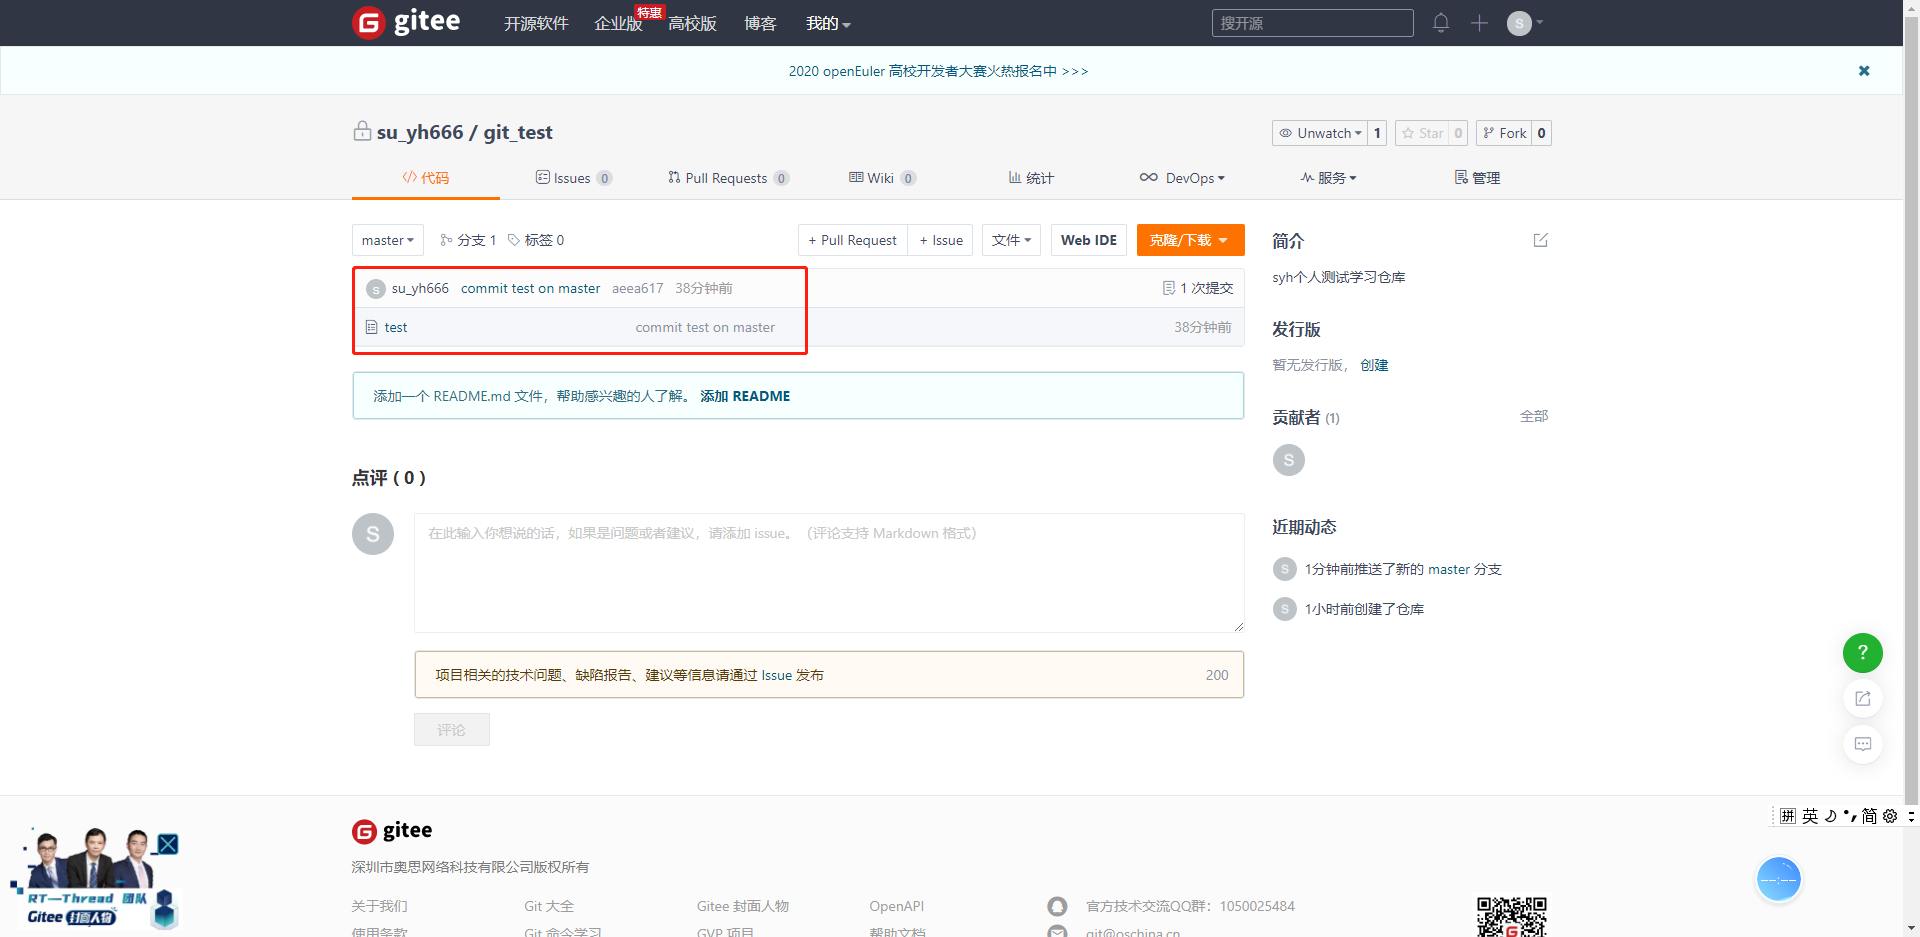 gitee 开源软件 企业版 特惠 高校版 博客 我的 搜开源 S
2020 openEuler 高校开发者大赛火热报名中 >>>
su_yh666 / git_test Unwatch 1 Star 0 Fork 0
代码 Issues 0 Pull Requests 0 Wiki 0 统计 DevOps 服务 管理
master 分支 1 标签 0 + Pull Request + Issue 文件 Web IDE 克隆/下载
S su_yh666 commit test on master aeea617 38分钟前 1 次提交
test commit test on master 38分钟前
添加一个 README.md 文件，帮助感兴趣的人了解。 添加 README
点评 ( 0 )
S
在此输入你想说的话，如果是问题或者建议，请添加 issue。（评论支持 Markdown 格式）
项目相关的技术问题、缺陷报告、建议等信息请通过 Issue 发布 200
评论
简介
syh个人测试学习仓库
发行版
暂无发行版， 创建
贡献者 (1) 全部
S
近期动态
S 1分钟前推送了新的 master 分支
S 1小时前创建了仓库
?
拼 英 简
--:--
RT—Thread 团队
Gitee 封面人物
gitee
深圳市奥思网络科技有限公司版权所有
关于我们 Git 大全 Gitee 封面人物 OpenAPI 官方技术交流QQ群：1050025484
使用条款 Git 命令学习 GVP 项目 帮助文档 git@oschina.cn